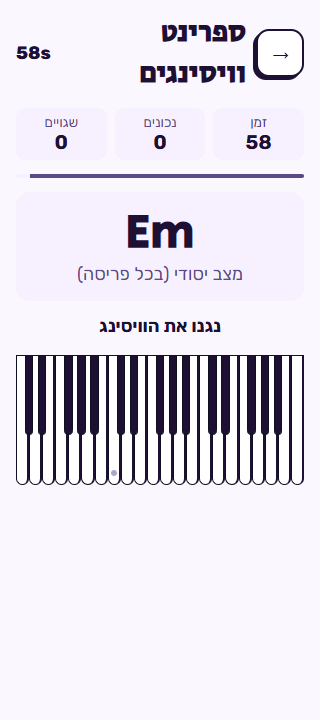 →
ספרינט
וויסינגים
58s
זמן
58
נכונים
0
שגויים
0
Em
מצב יסודי (בכל פריסה)
נגנו את הוויסינג